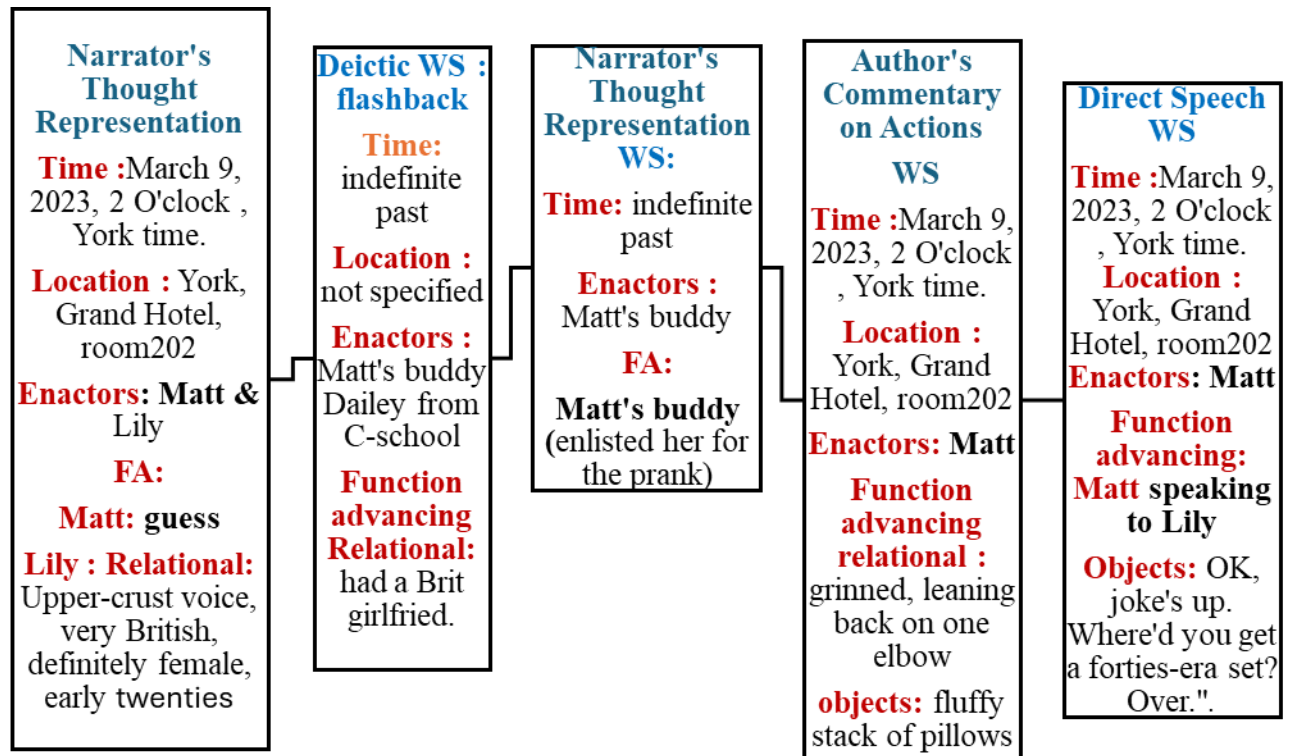 Narrator's
Thought
Representation
Time :March 9,
2023, 2 O'clock ,
York time.
Location : York,
Grand Hotel,
room202
Enactors: Matt &
Lily
FA:
Matt: guess
Lily : Relational:
Upper-crust voice,
very British,
definitely female,
early twenties
Deictic WS :
flashback
Time:
indefinite
past
Location :
not specified
Enactors :
Matt's buddy
Dailey from
C-school
Function
advancing
Relational:
had a Brit
girlfried.
Narrator's
Thought
Representation
WS:
Time: indefinite
past
Enactors :
Matt's buddy
FA:
Matt's buddy
(enlisted her for
the prank)
Author's
Commentary
on Actions
WS
Time :March 9,
2023, 2 O'clock
, York time.
Location :
York, Grand
Hotel, room202
Enactors: Matt
Function
advancing
relational :
grinned, leaning
back on one
elbow
objects: fluffy
stack of pillows
Direct Speech
WS
Time :March 9,
2023, 2 O'clock
, York time.
Location :
York, Grand
Hotel, room202
Enactors: Matt
Function
advancing:
Matt speaking
to Lily
Objects: OK,
joke's up.
Where'd you get
a forties-era set?
Over.".